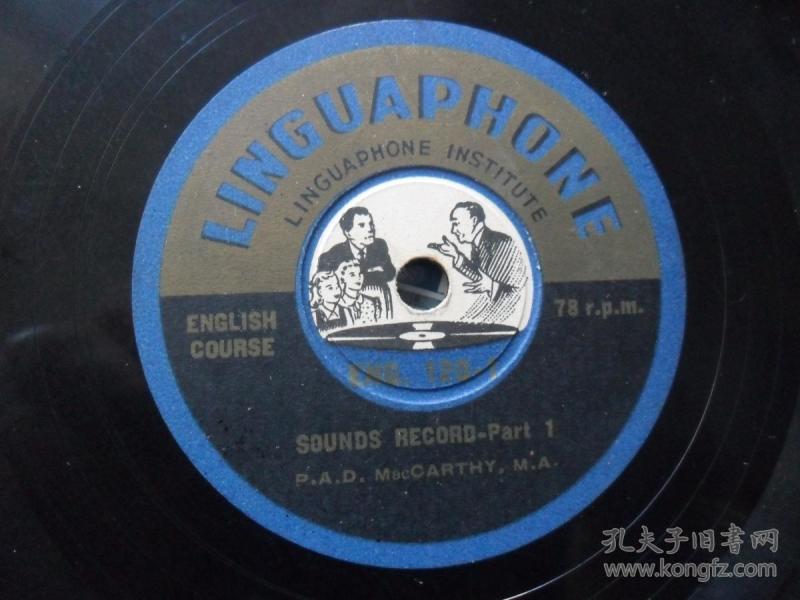 LINGUAPHONE
LINGUAPHONE INSTITUTE
ENGLISH
COURSE
78 r.p.m.
SOUNDS RECORD-Part 1
P.A.D. MacCARTHY, M.A.
孔夫子旧书网
www.kongfz.com